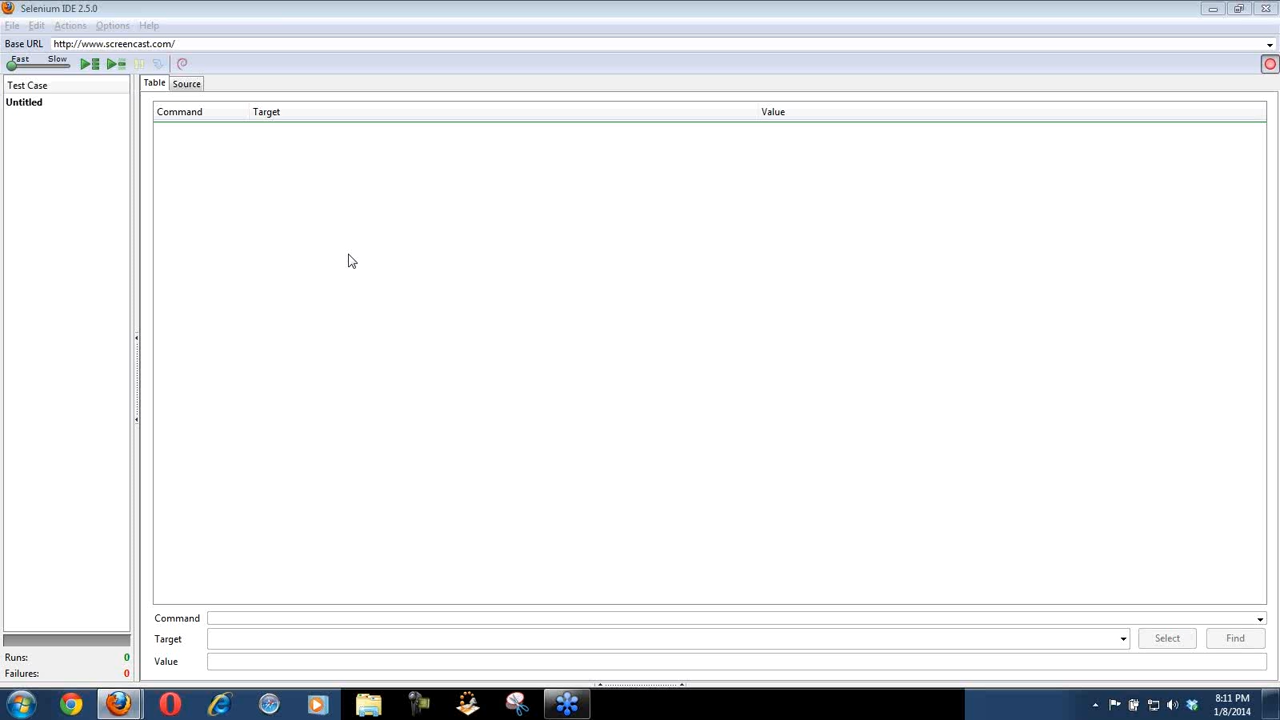 Selenium IDE 2.5.0
File Edit Actions Options Help
Base URL http://www.screencast.com/
Fast Slow
Test Case
Untitled
Table Source
Command Target Value
Command
Target Select Find
Value
Runs: 0
Failures: 0
8:11 PM
1/8/2014